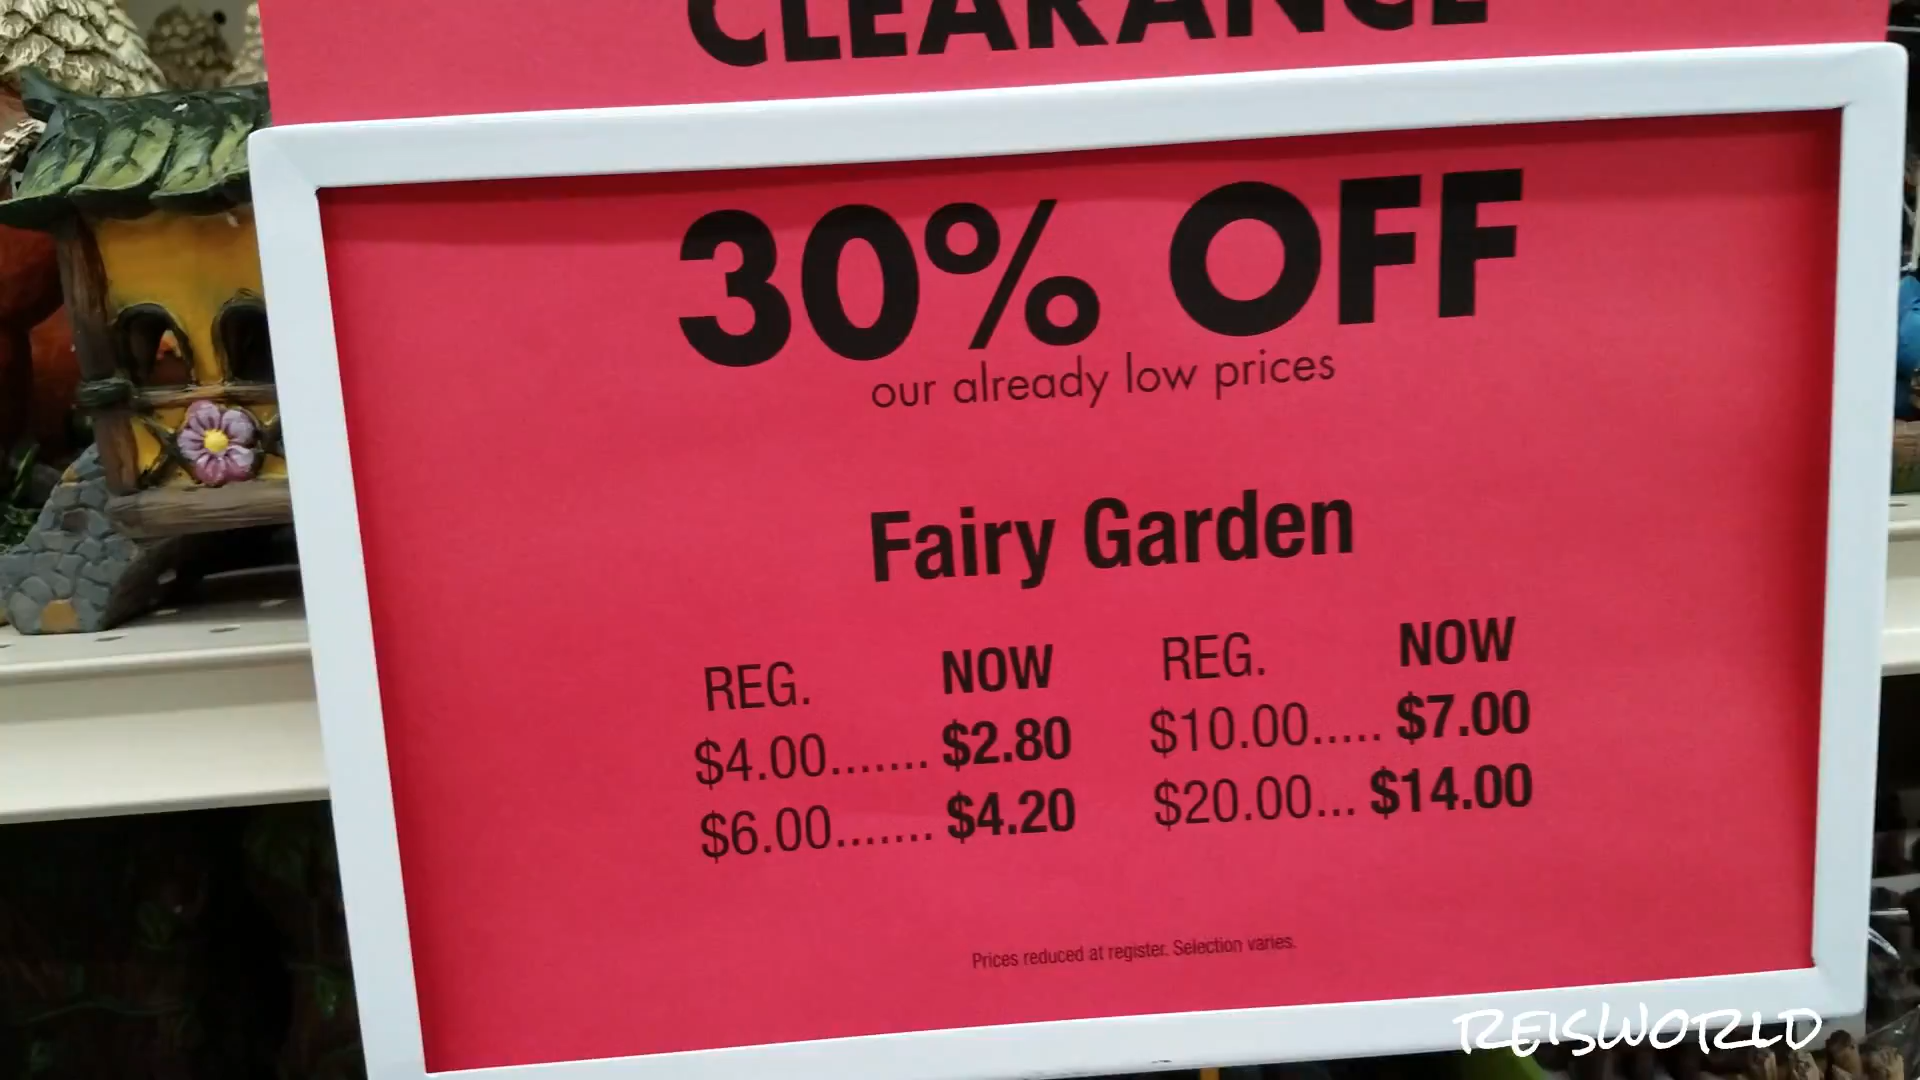 CLEARANCE
30% OFF
our already low prices
Fairy Garden
REG. NOW REG. NOW
$4.00....... $2.80 $10.00..... $7.00
$6.00....... $4.20 $20.00... $14.00
Prices reduced at register. Selection varies.
REISWORLD